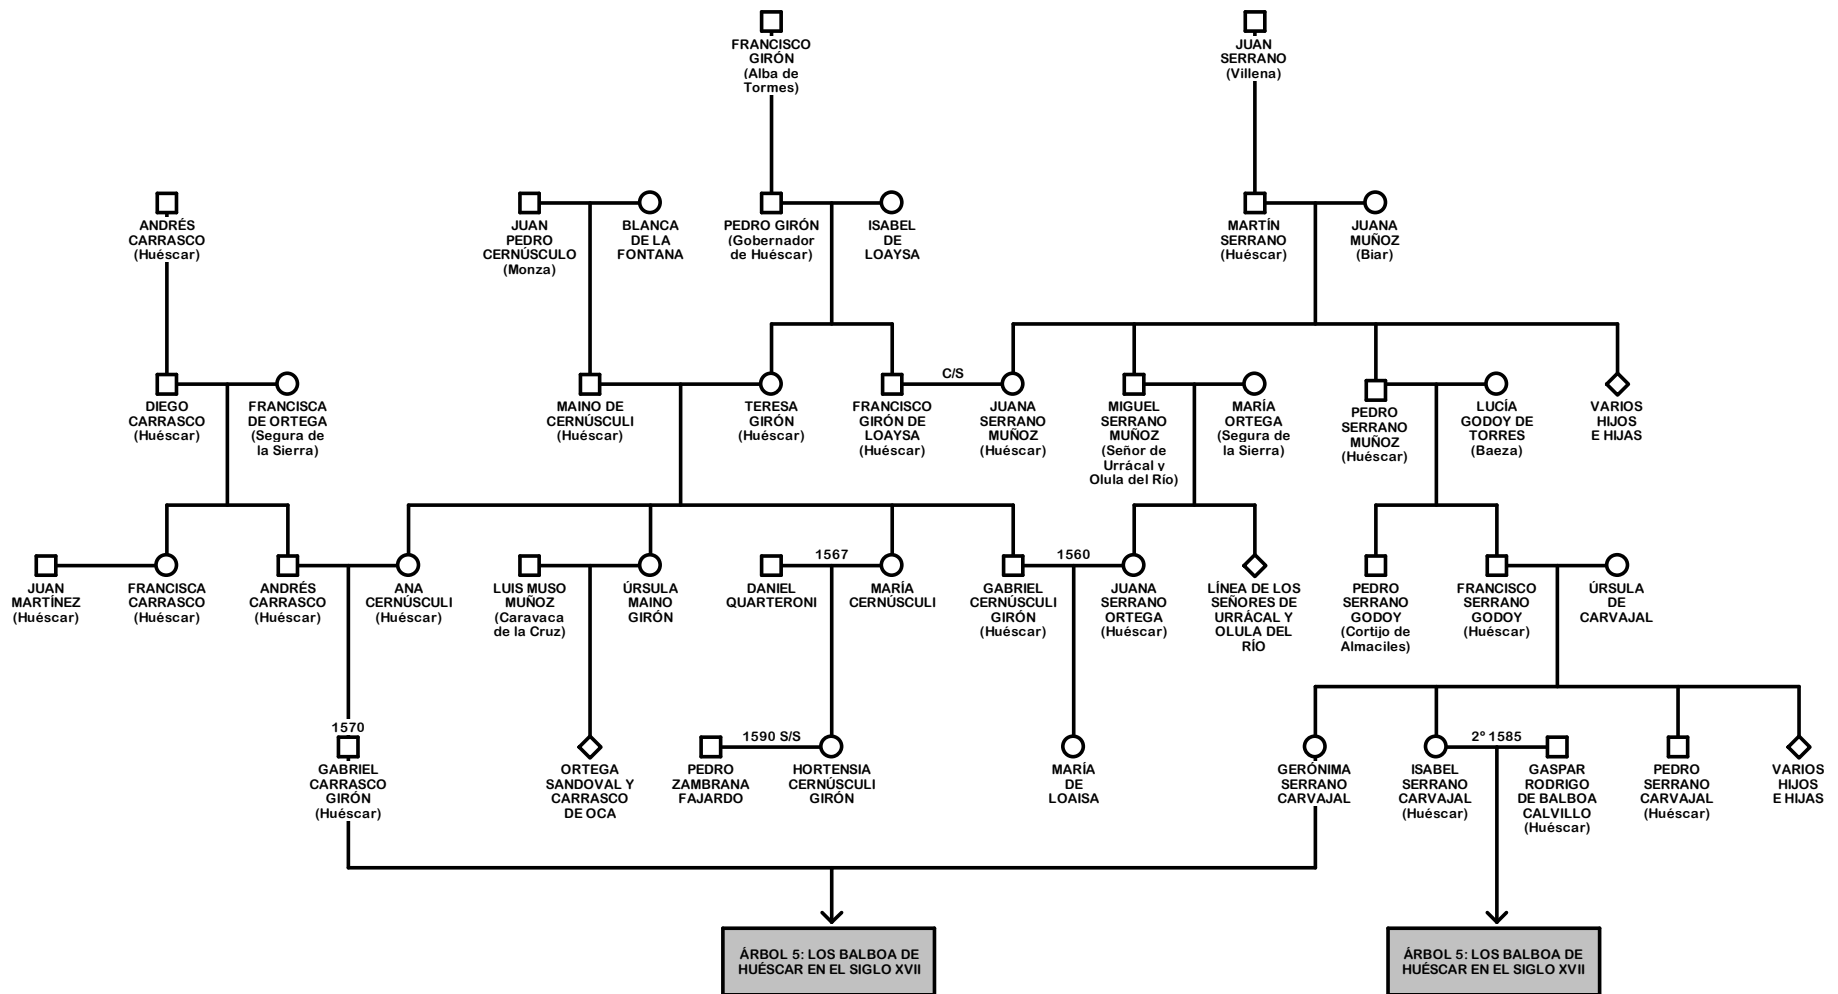 FRANCISCO
GIRÓN
(Alba de
Tormes)
JUAN
SERRANO
(Villena)
ANDRÉS
CARRASCO
(Huéscar)
JUAN
PEDRO
CERNÚSCULO
(Monza)
BLANCA
DE LA
FONTANA
PEDRO GIRÓN
(Gobernador
de Huéscar)
ISABEL
DE
LOAYSA
MARTÍN
SERRANO
(Huéscar)
JUANA
MUÑOZ
(Biar)
DIEGO
CARRASCO
(Huéscar)
FRANCISCA
DE ORTEGA
(Segura de
la Sierra)
MAINO DE
CERNÚSCULI
(Huéscar)
TERESA
GIRÓN
(Huéscar)
C/S
FRANCISCO
GIRÓN DE
LOAYSA
(Huéscar)
JUANA
SERRANO
MUÑOZ
(Huéscar)
MIGUEL
SERRANO
MUÑOZ
(Señor de
Urrácal y
Olula del Río)
MARÍA
ORTEGA
(Segura de
la Sierra)
PEDRO
SERRANO
MUÑOZ
(Huéscar)
LUCÍA
GODOY DE
TORRES
(Baeza)
VARIOS
HIJOS
E HIJAS
JUAN
MARTÍNEZ
(Huéscar)
FRANCISCA
CARRASCO
(Huéscar)
ANDRÉS
CARRASCO
(Huéscar)
ANA
CERNÚSCULI
(Huéscar)
LUIS MUSO
MUÑOZ
(Caravaca
de la Cruz)
ÚRSULA
MAINO
GIRÓN
1567
DANIEL
QUARTERONI
MARÍA
CERNÚSCULI
1560
GABRIEL
CERNÚSCULI
GIRÓN
(Huéscar)
JUANA
SERRANO
ORTEGA
(Huéscar)
LÍNEA DE LOS
SEÑORES DE
URRÁCAL Y
OLULA DEL
RÍO
PEDRO
SERRANO
GODOY
(Cortijo de
Almaciles)
FRANCISCO
SERRANO
GODOY
(Huéscar)
ÚRSULA
DE
CARVAJAL
1570
GABRIEL
CARRASCO
GIRÓN
(Huéscar)
ORTEGA
SANDOVAL Y
CARRASCO
DE OCA
1590 S/S
PEDRO
ZAMBRANA
FAJARDO
HORTENSIA
CERNÚSCULI
GIRÓN
MARÍA
DE
LOAISA
GERÓNIMA
SERRANO
CARVAJAL
2º 1585
ISABEL
SERRANO
CARVAJAL
(Huéscar)
GASPAR
RODRIGO
DE BALBOA
CALVILLO
(Huéscar)
PEDRO
SERRANO
CARVAJAL
(Huéscar)
VARIOS
HIJOS
E HIJAS
ÁRBOL 5: LOS BALBOA DE
HUÉSCAR EN EL SIGLO XVII
ÁRBOL 5: LOS BALBOA DE
HUÉSCAR EN EL SIGLO XVII